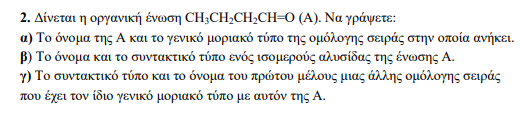 2. Δίνεται η οργανική ένωση CH₃CH₂CH₂CH=O (A). Να γράψετε:
α) Το όνομα της Α και το γενικό μοριακό τύπο της ομόλογης σειράς στην οποία ανήκει.
β) Το όνομα και το συντακτικό τύπο ενός ισομερούς αλυσίδας της ένωσης Α.
γ) Το συντακτικό τύπο και το όνομα του πρώτου μέλους μιας άλλης ομόλογης σειράς
που έχει τον ίδιο γενικό μοριακό τύπο με αυτόν της Α.